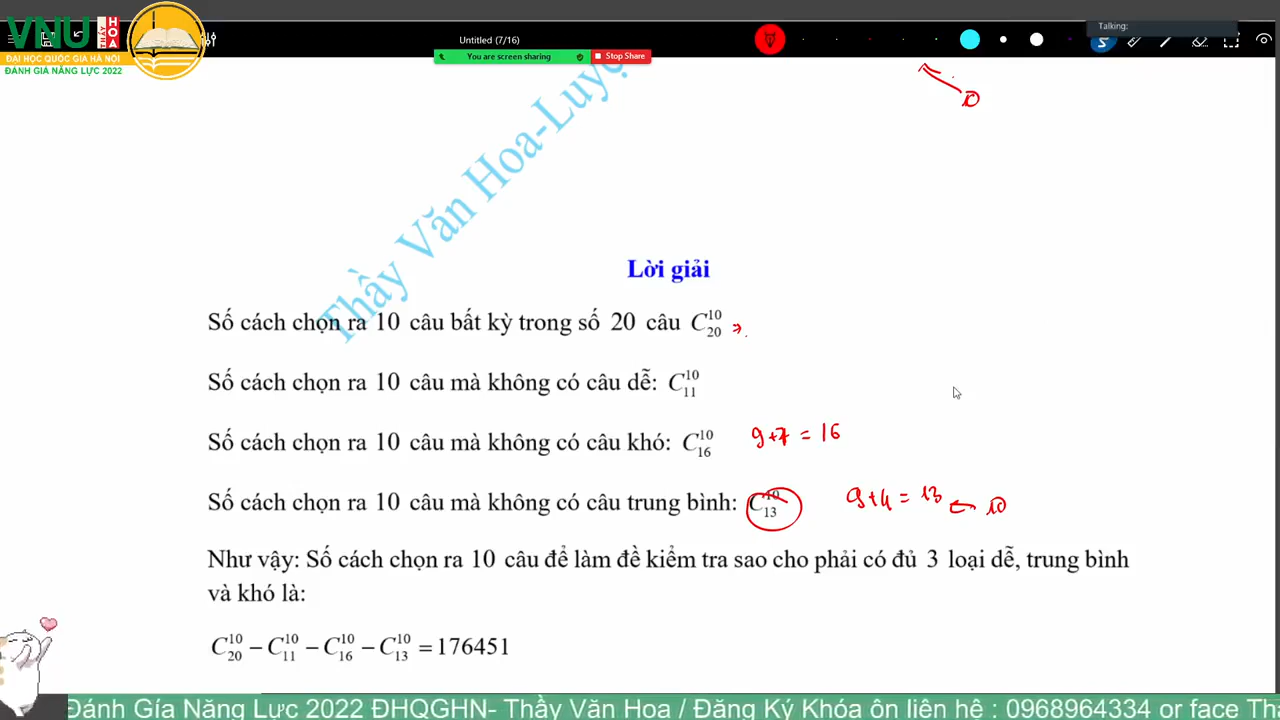 VNU HOA
ĐẠI HỌC QUỐC GIA HÀ NỘI
ĐÁNH GIÁ NĂNG LỰC 2022
Untitled (7/16)
Talking:
You are screen sharing
Stop Share
10
Thầy Văn Hoa-Luyệ
Lời giải
Số cách chọn ra 10 câu bất kỳ trong số 20 câu C_{20}^{10} →
Số cách chọn ra 10 câu mà không có câu dễ: C_{11}^{10}
Số cách chọn ra 10 câu mà không có câu khó: C_{16}^{10} 9+7 = 16
Số cách chọn ra 10 câu mà không có câu trung bình: C_{13}^{10} 9+4 = 13 ← 10
Như vậy: Số cách chọn ra 10 câu để làm đề kiểm tra sao cho phải có đủ 3 loại dễ, trung bình
và khó là:
C_{20}^{10} − C_{11}^{10} − C_{16}^{10} − C_{13}^{10} = 176451
Đánh Gía Năng Lực 2022 ĐHQGHN- Thầy Văn Hoa / Đăng Ký Khóa ôn liên hệ : 0968964334 or face Th